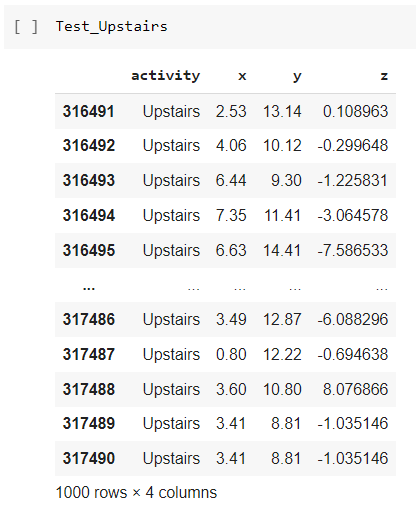 [ ] Test_Upstairs
activity x y z
316491 Upstairs 2.53 13.14 0.108963
316492 Upstairs 4.06 10.12 -0.299648
316493 Upstairs 6.44 9.30 -1.225831
316494 Upstairs 7.35 11.41 -3.064578
316495 Upstairs 6.63 14.41 -7.586533
... ... ... ... ...
317486 Upstairs 3.49 12.87 -6.088296
317487 Upstairs 0.80 12.22 -0.694638
317488 Upstairs 3.60 10.80 8.076866
317489 Upstairs 3.41 8.81 -1.035146
317490 Upstairs 3.41 8.81 -1.035146
1000 rows × 4 columns